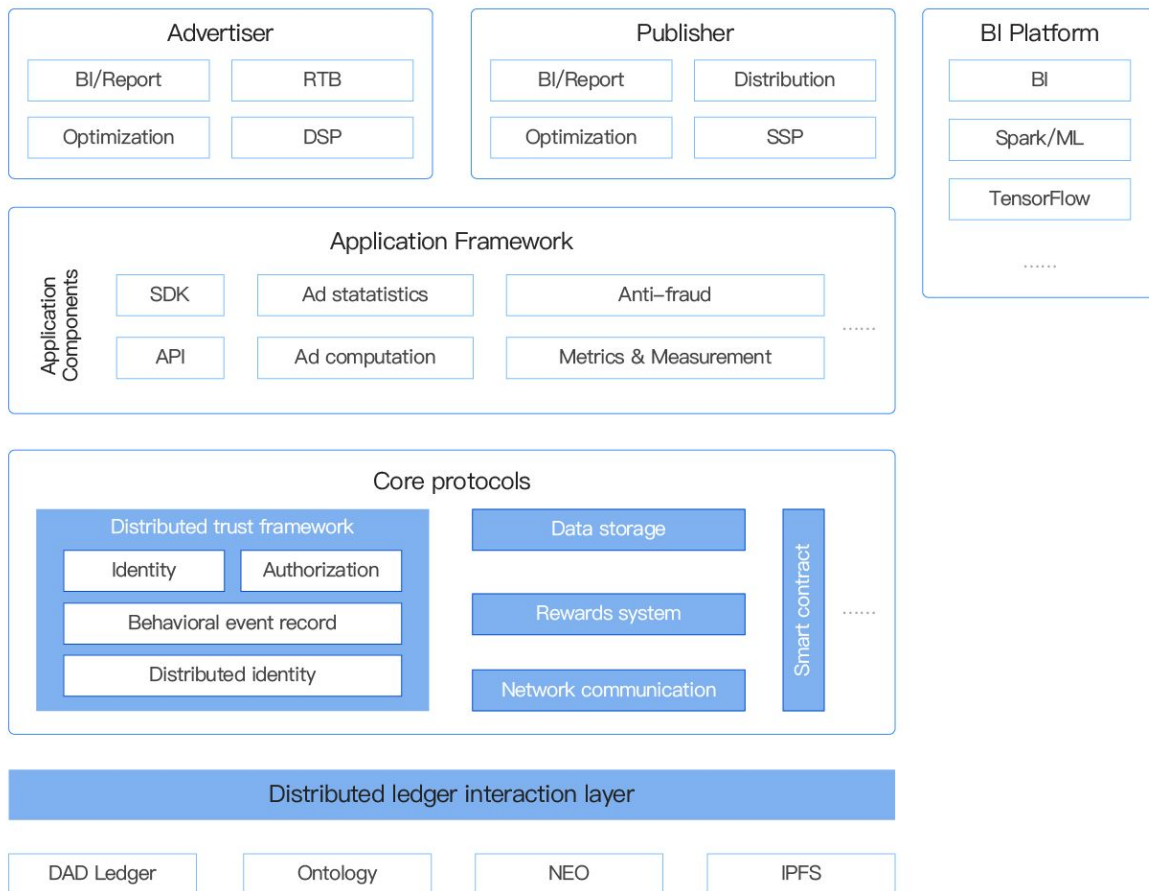 Advertiser
BI/Report
RTB
Optimization
DSP
Publisher
BI/Report
Distribution
Optimization
SSP
BI Platform
BI
Spark/ML
TensorFlow
......
Application Framework
Application
Components
SDK
Ad statatistics
Anti-fraud
API
Ad computation
Metrics & Measurement
......
Core protocols
Distributed trust framework
Identity
Authorization
Behavioral event record
Distributed identity
Data storage
Rewards system
Network communication
Smart contract
......
Distributed ledger interaction layer
DAD Ledger
Ontology
NEO
IPFS